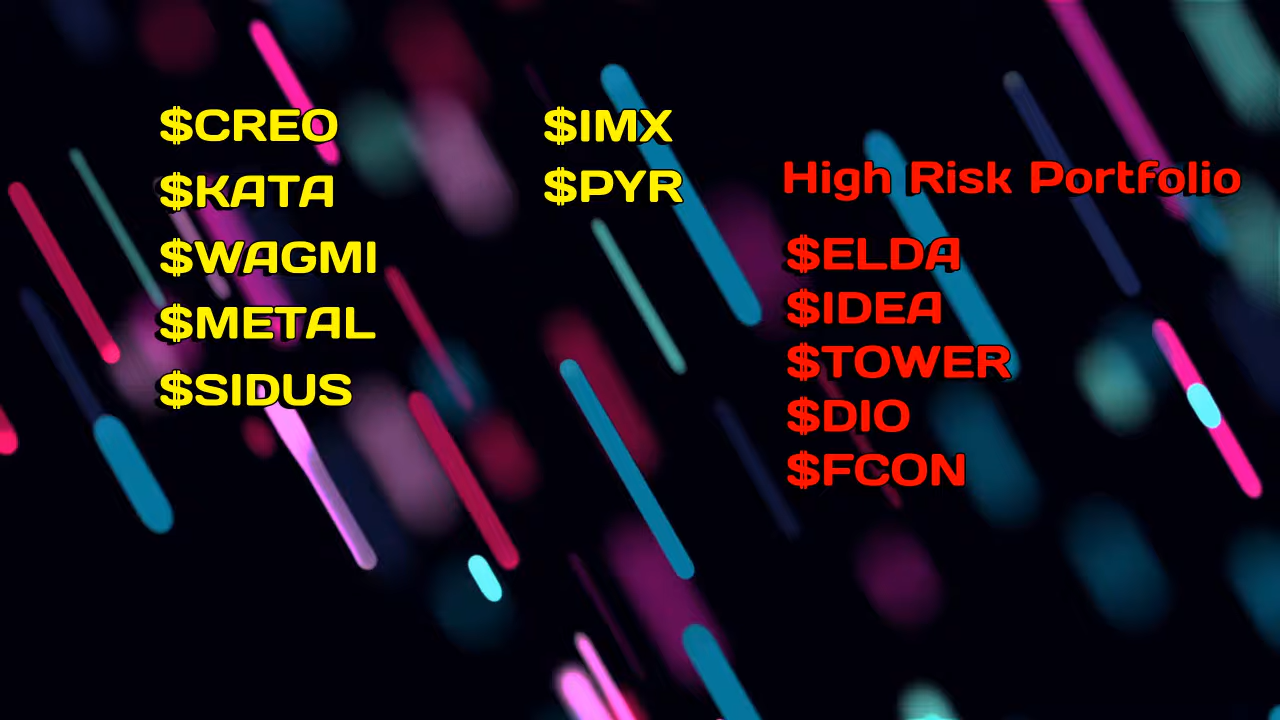 $CREO
$KATA
$WAGMI
$METAL
$SIDUS
$IMX
$PYR
High Risk Portfolio
$ELDA
$IDEA
$TOWER
$DIO
$FCON